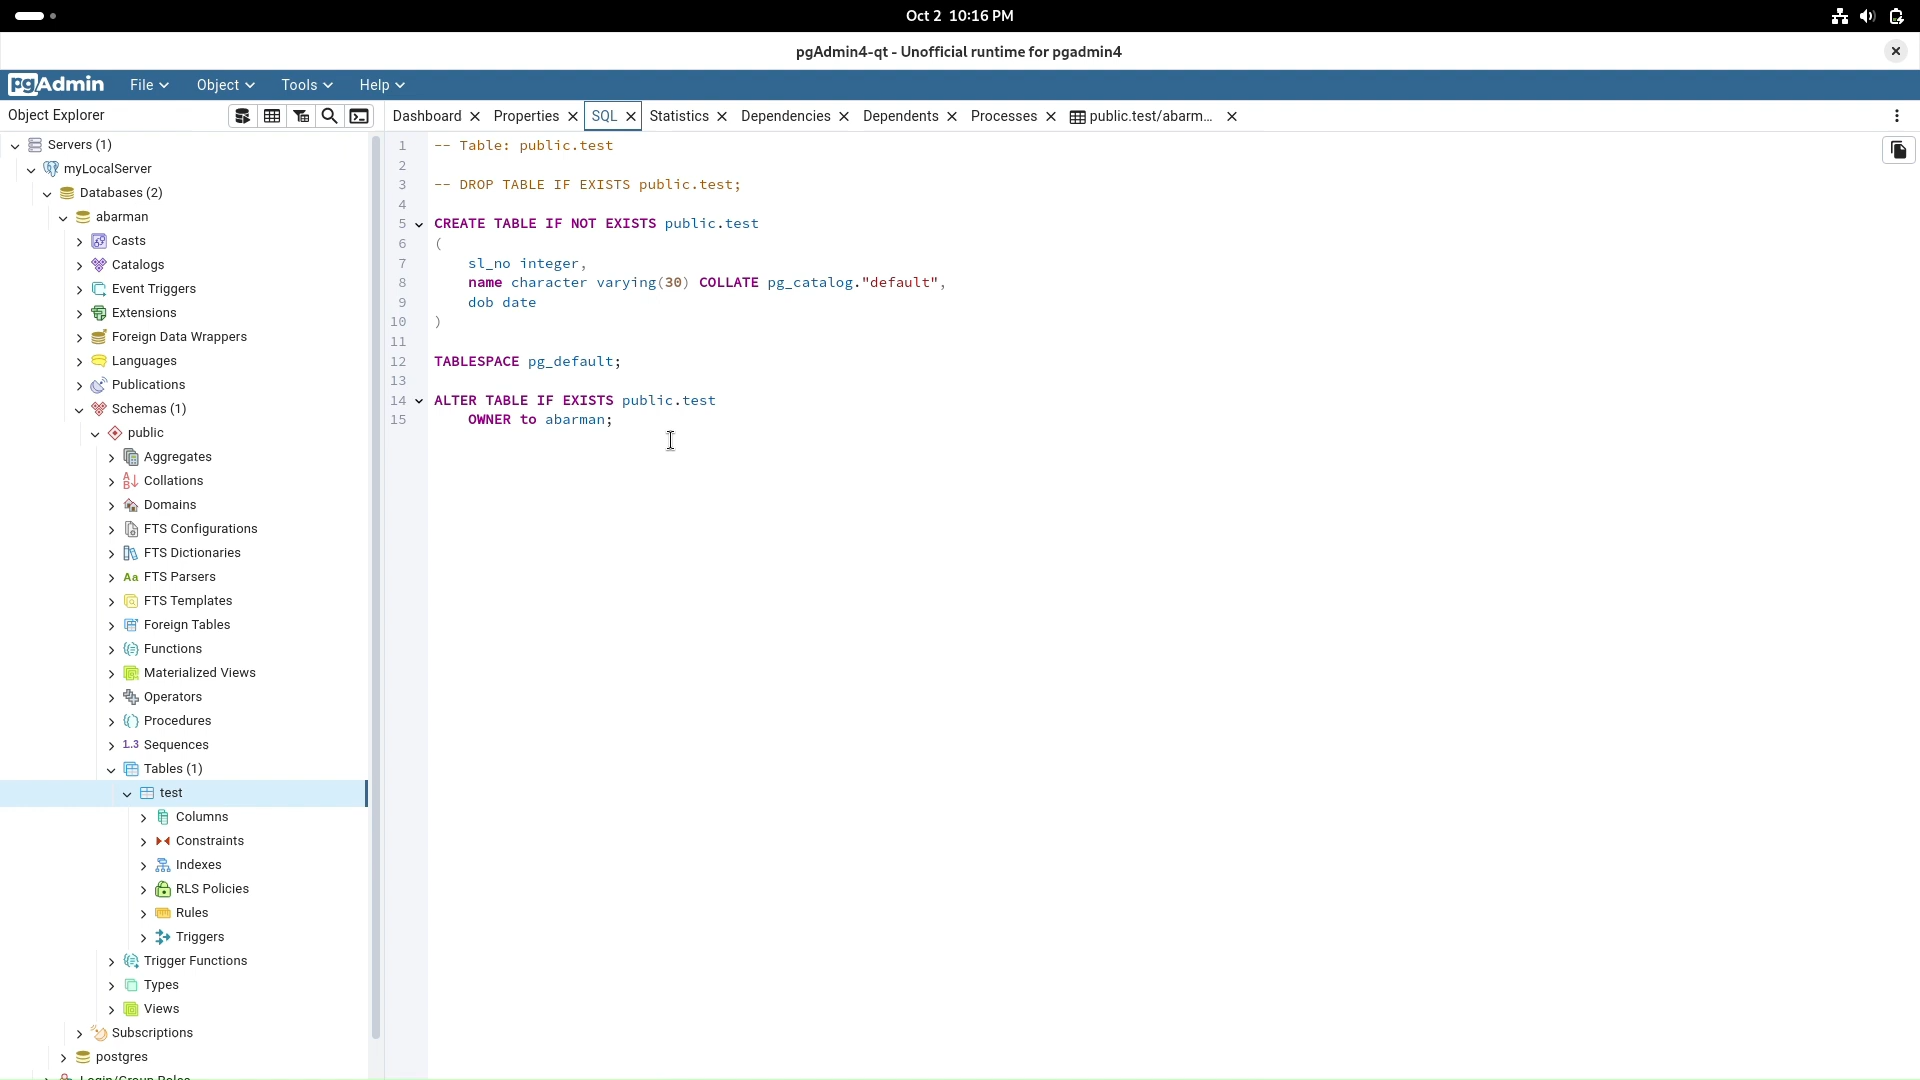 Oct 2 10:16 PM
pgAdmin4-qt - Unofficial runtime for pgadmin4
pgAdmin File Object Tools Help
Object Explorer
Dashboard Properties SQL Statistics Dependencies Dependents Processes public.test/abarm...
Servers (1)
myLocalServer
Databases (2)
abarman
Casts
Catalogs
Event Triggers
Extensions
Foreign Data Wrappers
Languages
Publications
Schemas (1)
public
Aggregates
Collations
Domains
FTS Configurations
FTS Dictionaries
Aa FTS Parsers
FTS Templates
Foreign Tables
Functions
Materialized Views
Operators
Procedures
1..3 Sequences
Tables (1)
test
Columns
Constraints
Indexes
RLS Policies
Rules
Triggers
Trigger Functions
Types
Views
Subscriptions
postgres
Login/Group Roles
1 -- Table: public.test
2
3 -- DROP TABLE IF EXISTS public.test;
4
5 CREATE TABLE IF NOT EXISTS public.test
6 (
7 sl_no integer,
8 name character varying(30) COLLATE pg_catalog."default",
9 dob date
10 )
11
12 TABLESPACE pg_default;
13
14 ALTER TABLE IF EXISTS public.test
15 OWNER to abarman;